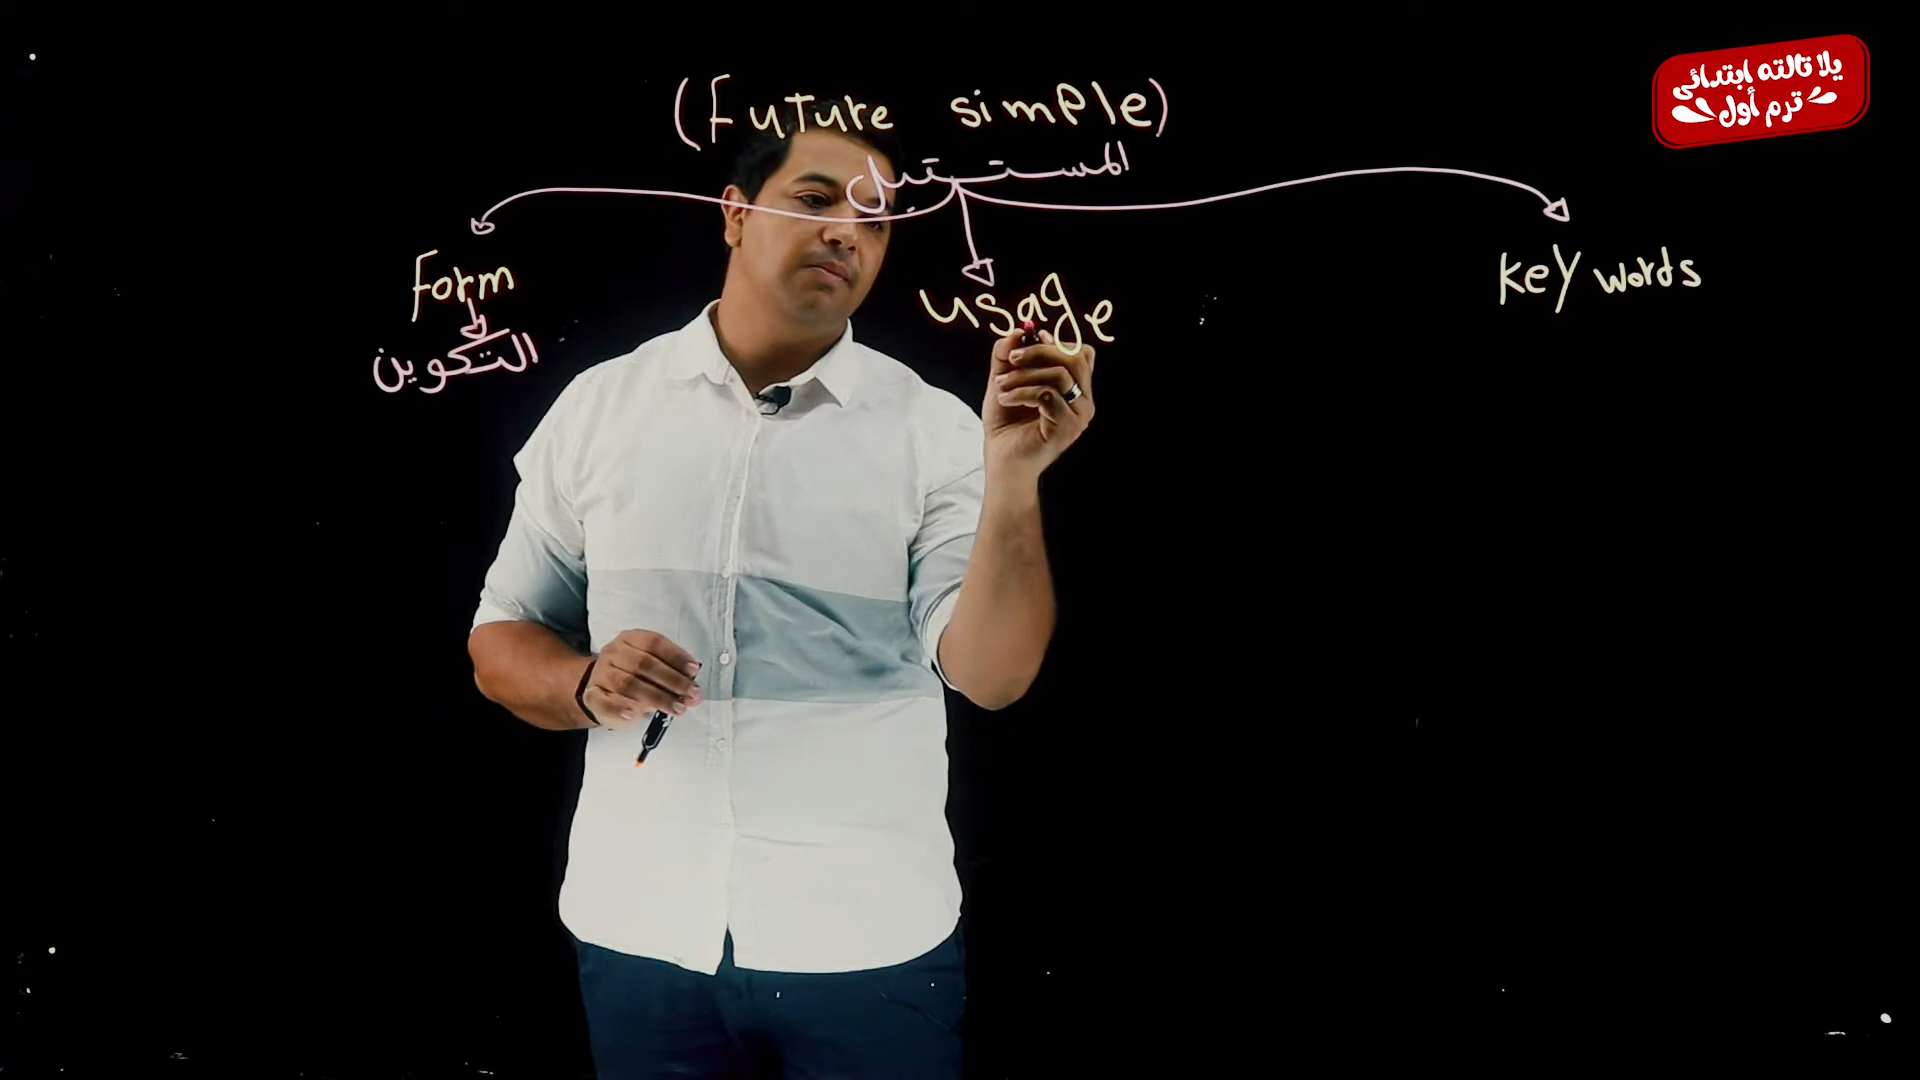 يلا تالته ابتدائى
ترم أول
(Future simple)
المستقبل
Form
التكوين
usage
key words